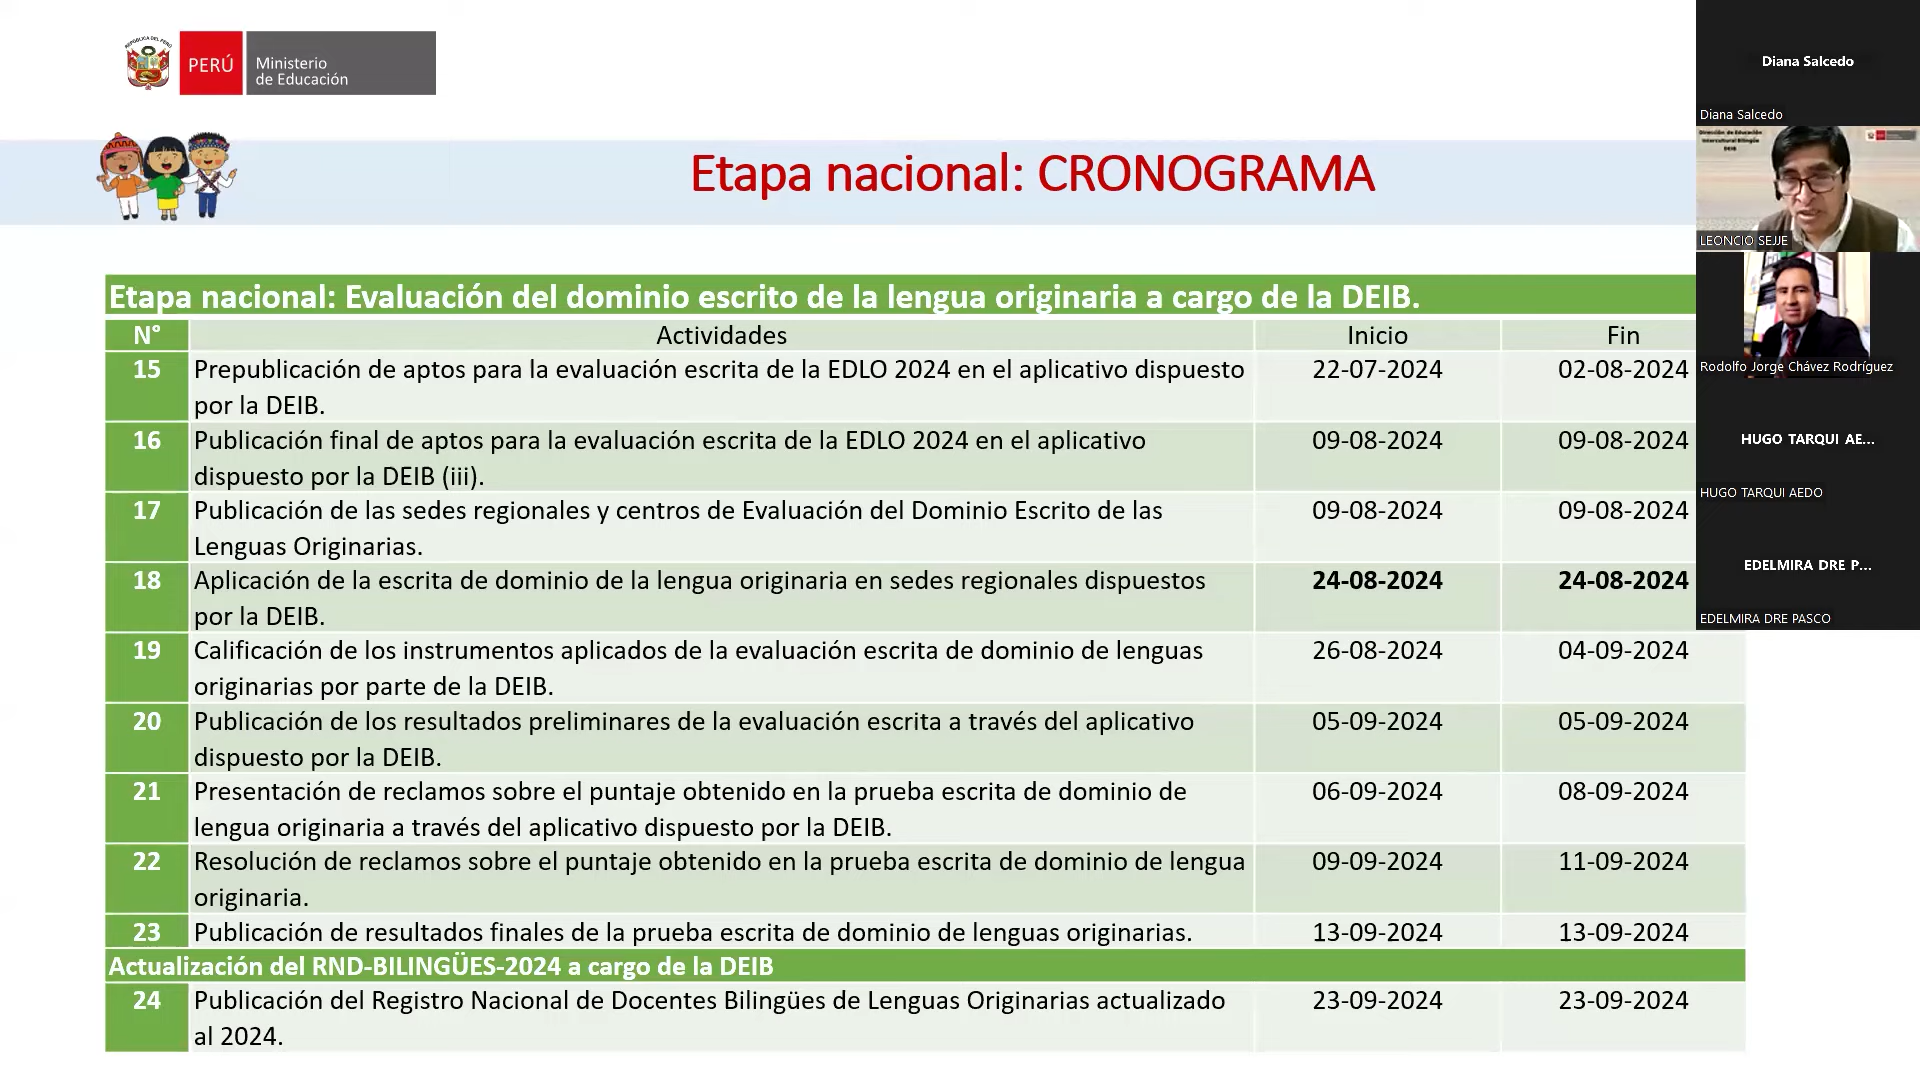 REPÚBLICA DEL PERÚ
PERÚ
Ministerio
de Educación
Etapa nacional: CRONOGRAMA
Etapa nacional: Evaluación del dominio escrito de la lengua originaria a cargo de la DEIB.
N° Actividades Inicio Fin
15 Prepublicación de aptos para la evaluación escrita de la EDLO 2024 en el aplicativo dispuesto 22-07-2024 02-08-2024
por la DEIB.
16 Publicación final de aptos para la evaluación escrita de la EDLO 2024 en el aplicativo 09-08-2024 09-08-2024
dispuesto por la DEIB (iii).
17 Publicación de las sedes regionales y centros de Evaluación del Dominio Escrito de las 09-08-2024 09-08-2024
Lenguas Originarias.
18 Aplicación de la escrita de dominio de la lengua originaria en sedes regionales dispuestos 24-08-2024 24-08-2024
por la DEIB.
19 Calificación de los instrumentos aplicados de la evaluación escrita de dominio de lenguas 26-08-2024 04-09-2024
originarias por parte de la DEIB.
20 Publicación de los resultados preliminares de la evaluación escrita a través del aplicativo 05-09-2024 05-09-2024
dispuesto por la DEIB.
21 Presentación de reclamos sobre el puntaje obtenido en la prueba escrita de dominio de 06-09-2024 08-09-2024
lengua originaria a través del aplicativo dispuesto por la DEIB.
22 Resolución de reclamos sobre el puntaje obtenido en la prueba escrita de dominio de lengua 09-09-2024 11-09-2024
originaria.
23 Publicación de resultados finales de la prueba escrita de dominio de lenguas originarias. 13-09-2024 13-09-2024
Actualización del RND-BILINGÜES-2024 a cargo de la DEIB
24 Publicación del Registro Nacional de Docentes Bilingües de Lenguas Originarias actualizado 23-09-2024 23-09-2024
al 2024.
Diana Salcedo
Diana Salcedo
Dirección de Educación
Intercultural Bilingüe
DEIB
LEONCIO SEJJE
Rodolfo Jorge Chávez Rodríguez
HUGO TARQUI AE...
HUGO TARQUI AEDO
EDELMIRA DRE P...
EDELMIRA DRE PASCO